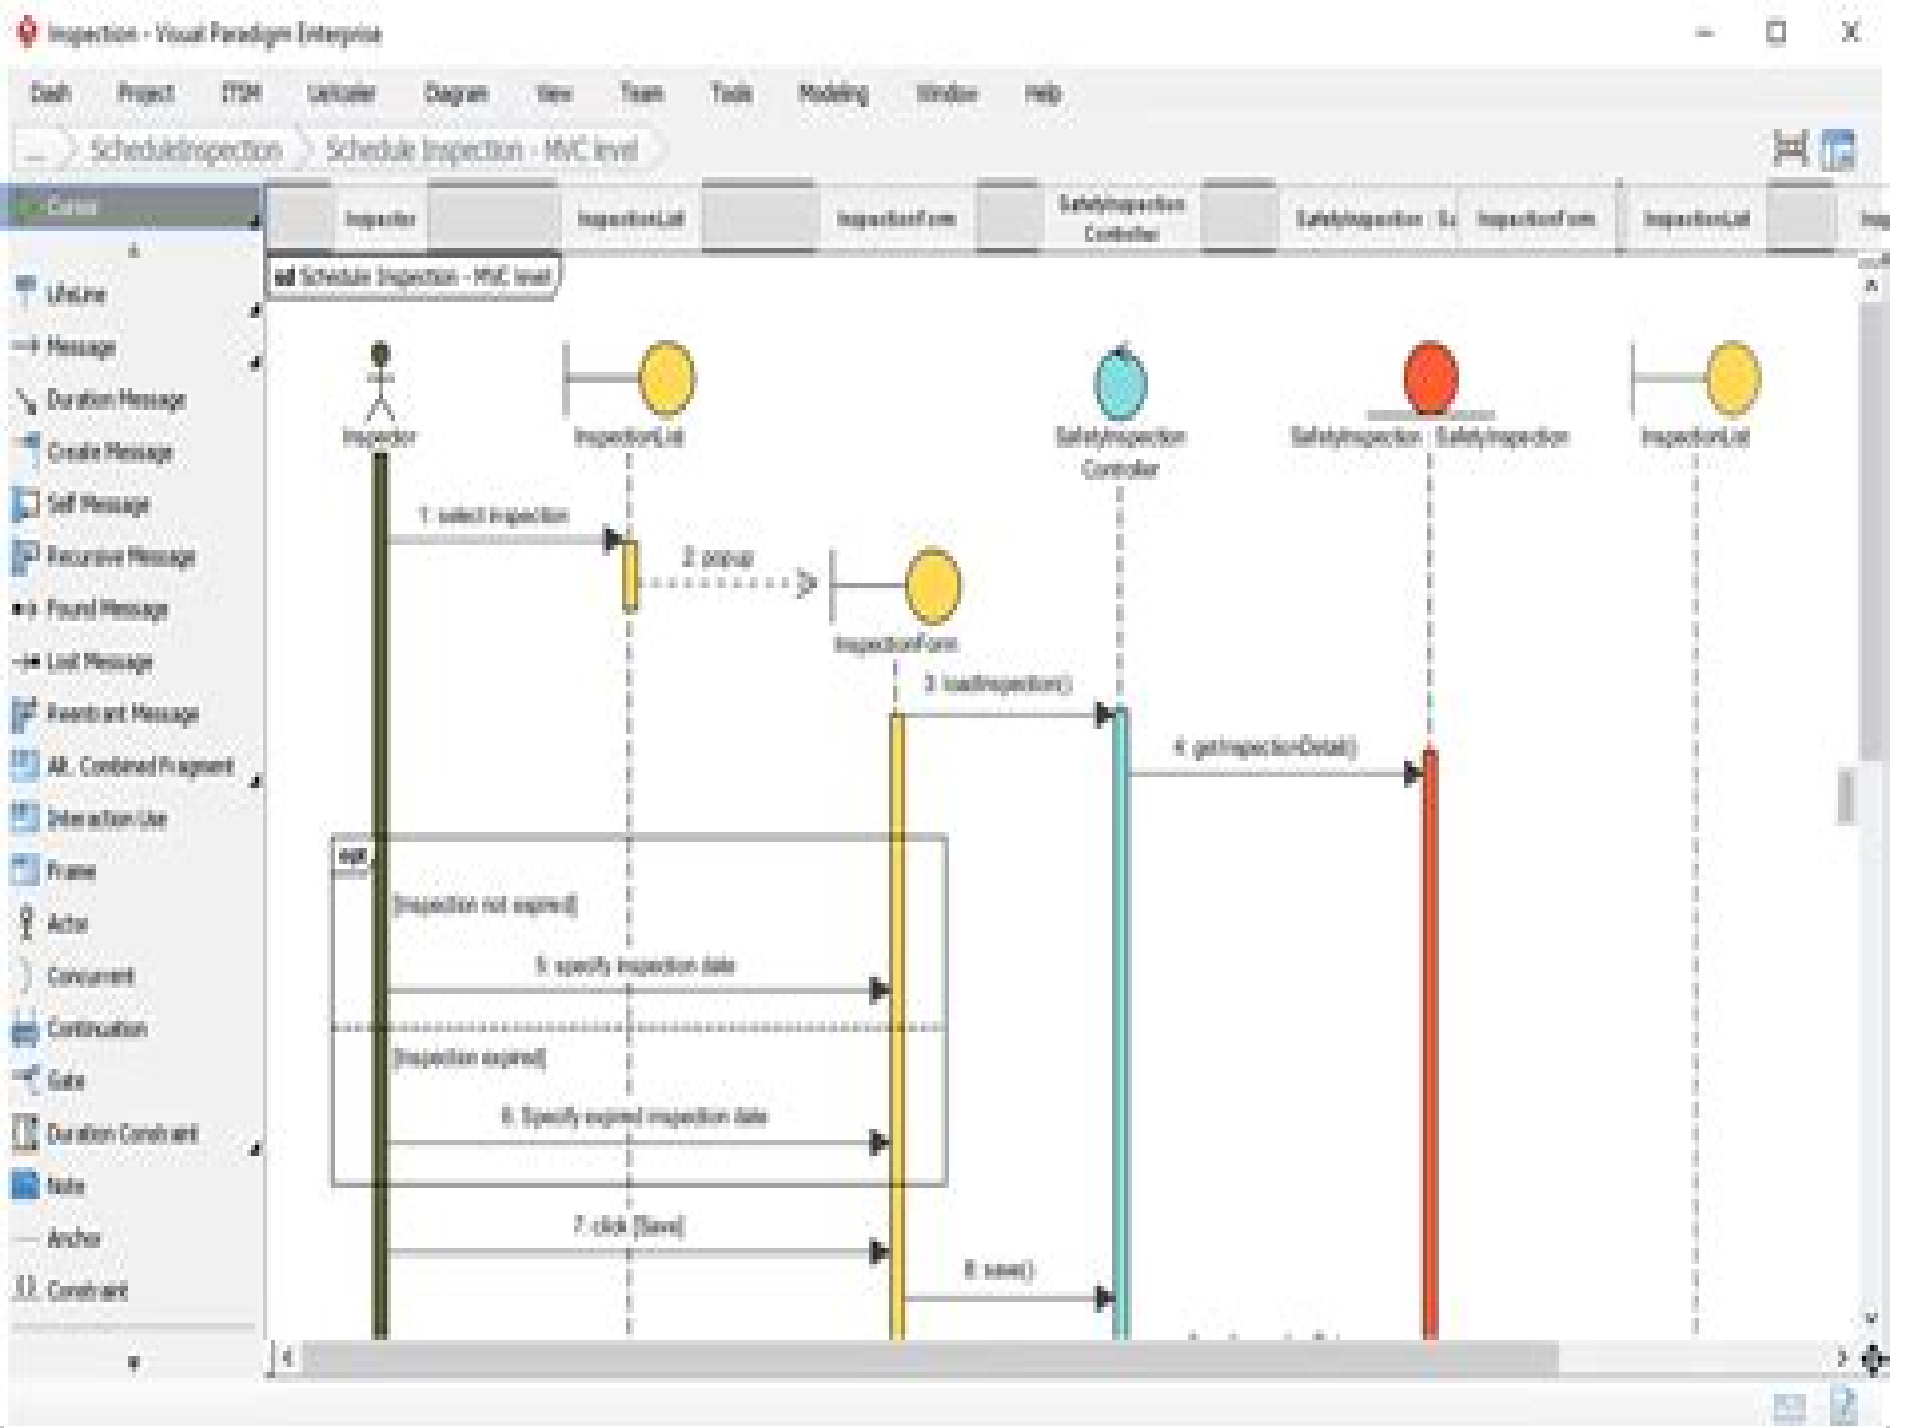 Inspection - Visual Paradigm Enterprise
Dash Project ITSM UeXceler Diagram View Team Tools Modeling Window Help
... ScheduleInspection Schedule Inspection - MVC level
Cursor
Inspector InspectionList InspectionForm SafetyInspection Controller SafetyInspection : Sa InspectionForm InspectionList
sd Schedule Inspection - MVC level
LifeLine
Message
Duration Message
Create Message
Self Message
Recursive Message
Found Message
Lost Message
Reentrant Message
Alt. Combined Fragment
Interaction Use
Frame
Actor
Concurrent
Continuation
Gate
Duration Constraint
Note
Anchor
Constraint
Inspector
InspectionList
SafetyInspection
Controller
SafetyInspection : SafetyInspection
InspectionList
1: select inspection
2: popup
InspectionForm
3: loadInspection()
4: getInspectionDetail()
[Inspection not expired]
5: specify inspection date
[Inspection expired]
6: Specify expired inspection date
7: click [Save]
8: save()